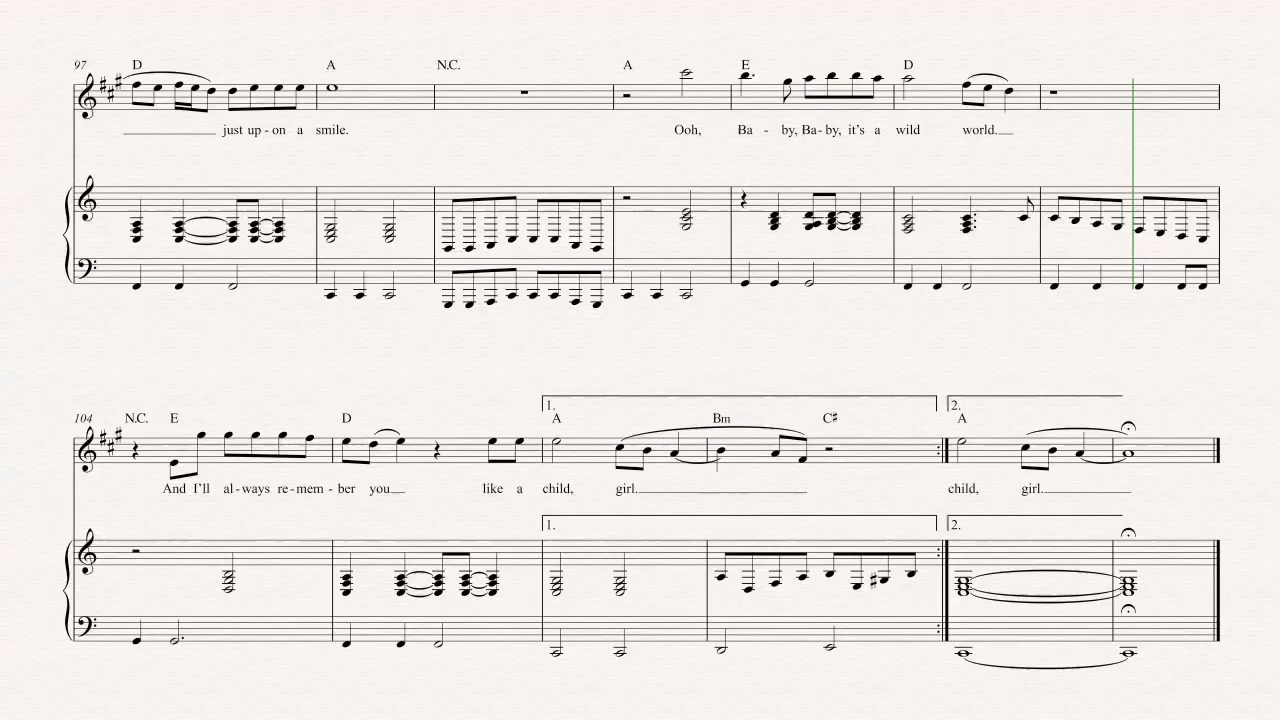 97 D A N.C. A E D
just up - on a smile. Ooh, Ba - by, Ba - by, it's a wild world.
1. 2.
104 N.C. E D A Bm C♯ A
And I'll al - ways re - mem - ber you like a child, girl. child, girl.
1. 2.